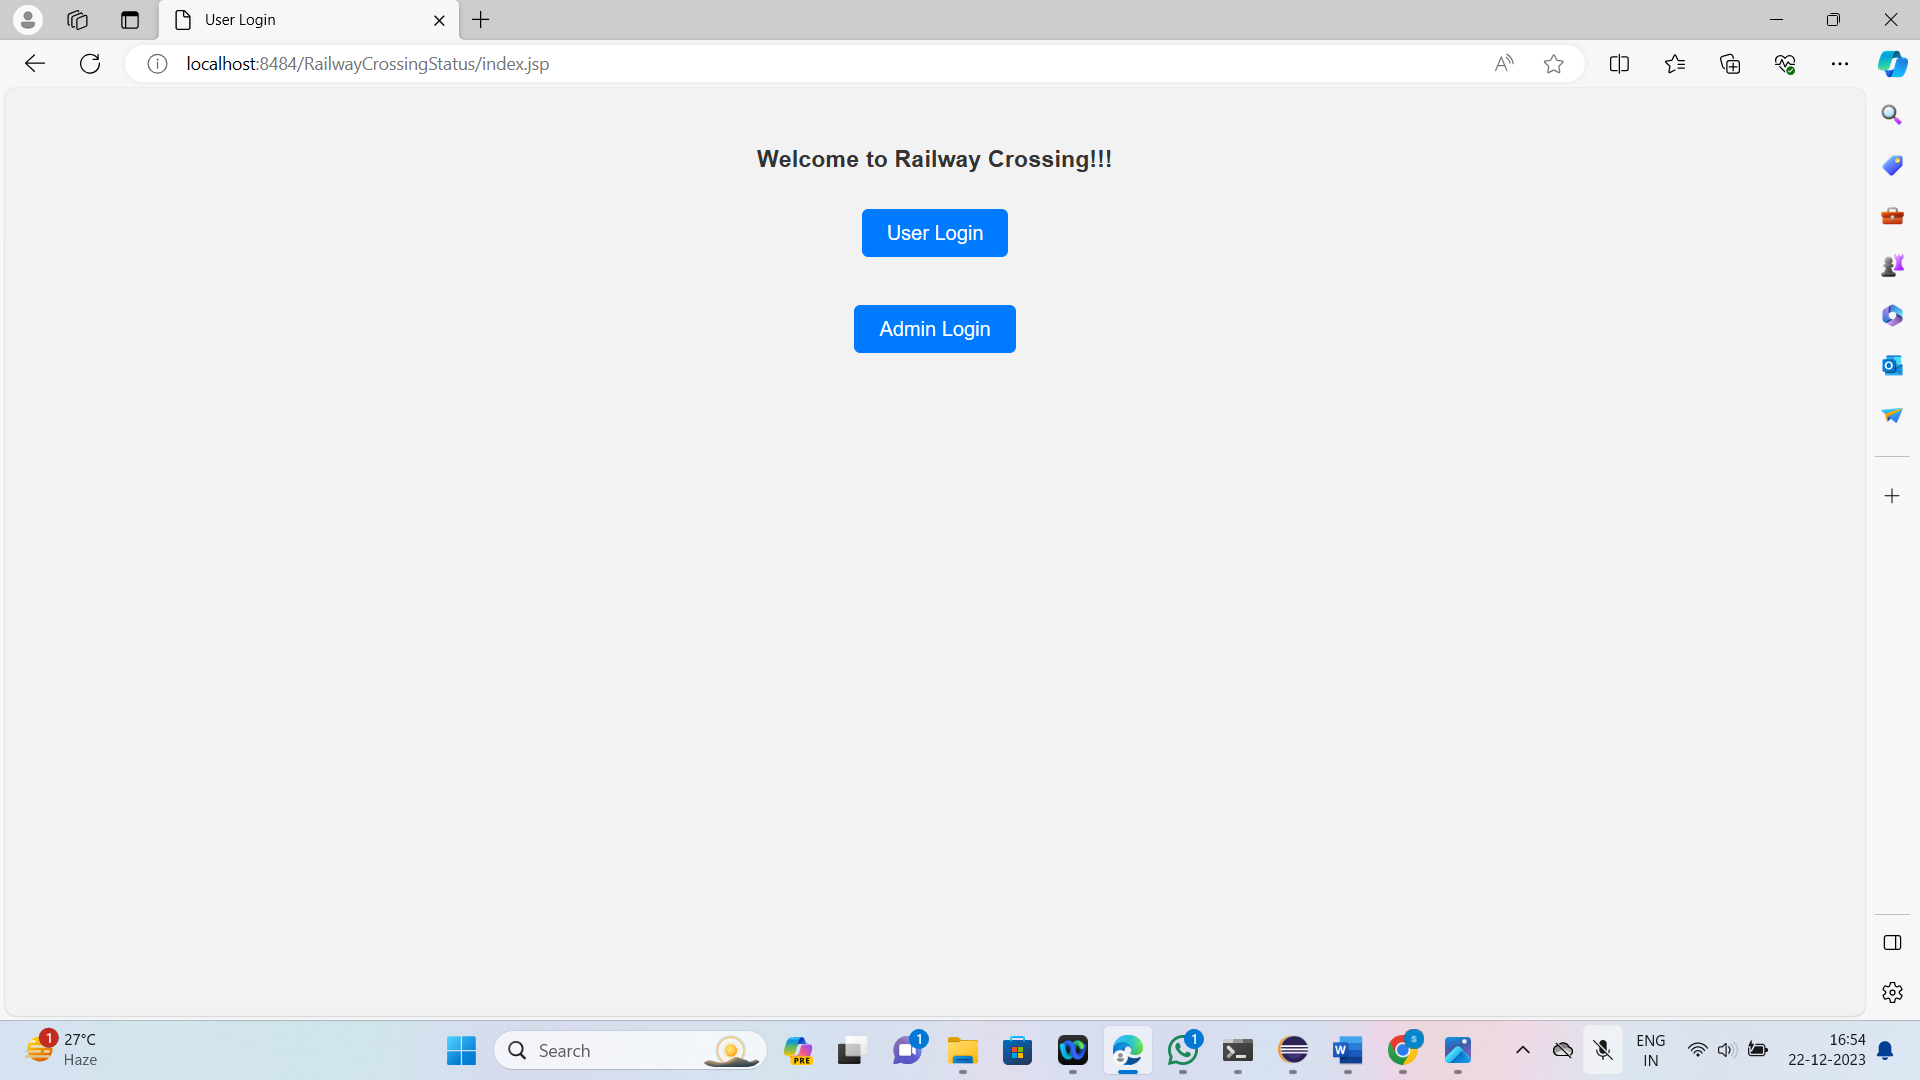 User Login
localhost:8484/RailwayCrossingStatus/index.jsp
Welcome to Railway Crossing!!!
User Login
Admin Login
1
27°C
Haze
Search
PRE
1
1
S
ENG
IN
16:54
22-12-2023